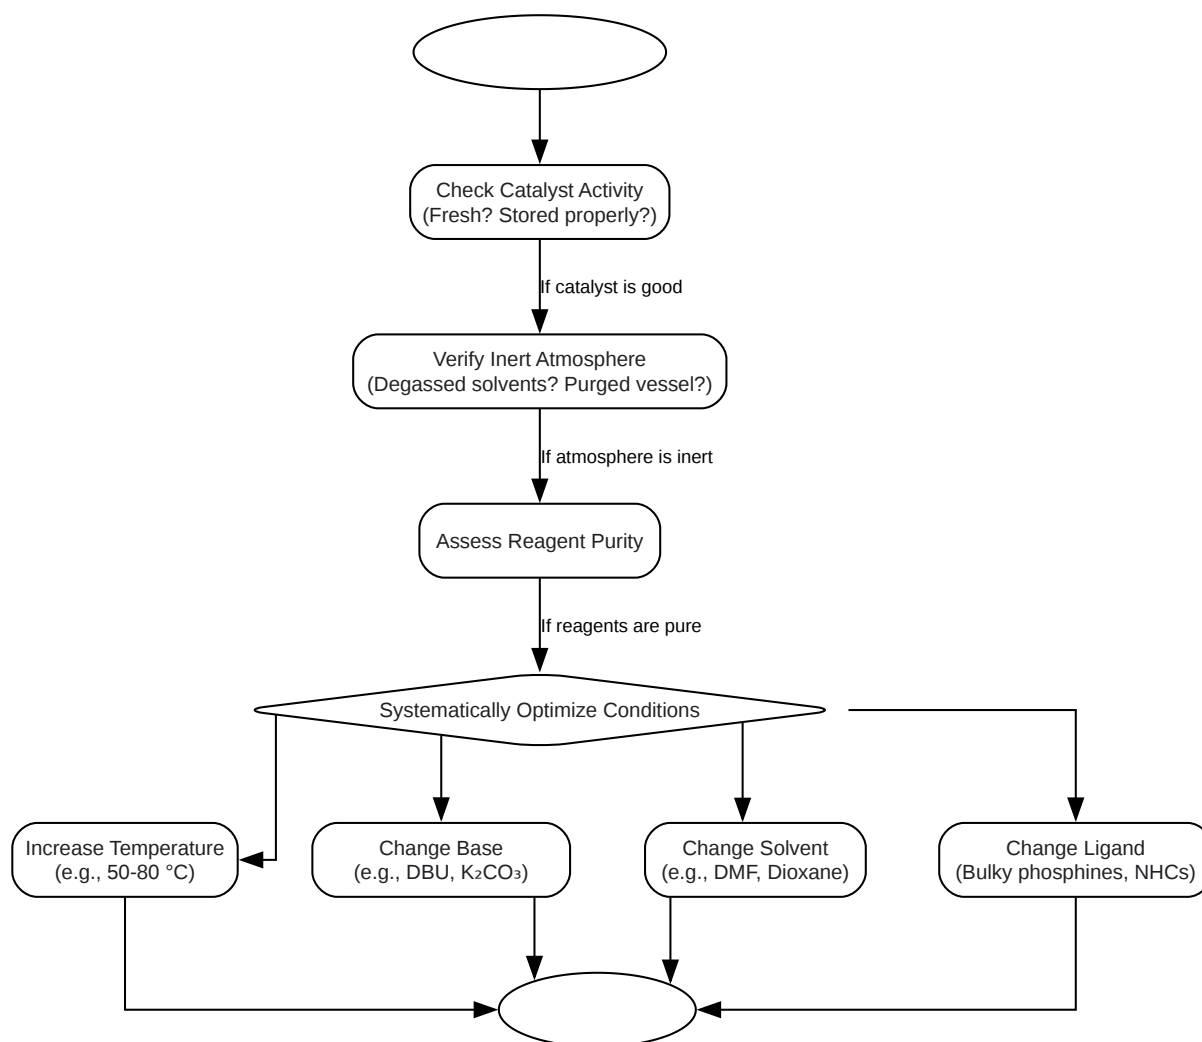 Check Catalyst Activity
(Fresh? Stored properly?)
If catalyst is good
Verify Inert Atmosphere
(Degassed solvents? Purged vessel?)
If atmosphere is inert
Assess Reagent Purity
If reagents are pure
Systematically Optimize Conditions
Increase Temperature
(e.g., 50-80 °C)
Change Base
(e.g., DBU, K₂CO₃)
Change Solvent
(e.g., DMF, Dioxane)
Change Ligand
(Bulky phosphines, NHCs)